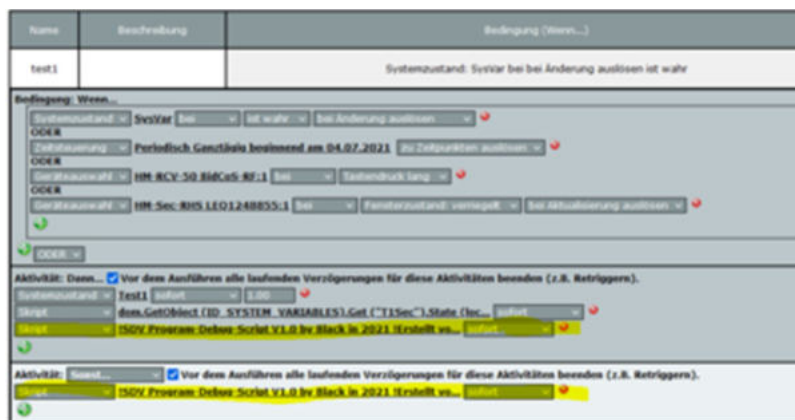 Name Beschreibung Bedingung (Wenn...)
test1 Systemzustand: SysVar bei bei Änderung auslösen ist wahr
Bedingung: Wenn...
Systemzustand SysVar bei ist wahr bei Änderung auslösen
ODER
Zeitsteuerung Periodisch Ganztägig beginnend am 04.07.2021 zu Zeitpunkten auslösen
ODER
Geräteauswahl HM-RCV-50 BidCoS-RF:1 bei Tastendruck lang
ODER
Geräteauswahl HM-Sec-RHS LEQ1248855:1 bei Fensterzustand: verriegelt bei Aktualisierung auslösen
ODER
Aktivität: Dann... Vor dem Ausführen alle laufenden Verzögerungen für diese Aktivitäten beenden (z.B. Retriggern).
Systemzustand Test1 sofort 1.00
Skript dom.GetObject (ID_SYSTEM_VARIABLES).Get ("T1Sec").State (loc... sofort
Skript !SDV Program-Debug-Script V1.0 by Black in 2021 !Erstellt vo... sofort
Aktivität: Sonst... Vor dem Ausführen alle laufenden Verzögerungen für diese Aktivitäten beenden (z.B. Retriggern).
Skript !SDV Program-Debug-Script V1.0 by Black in 2021 !Erstellt vo... sofort